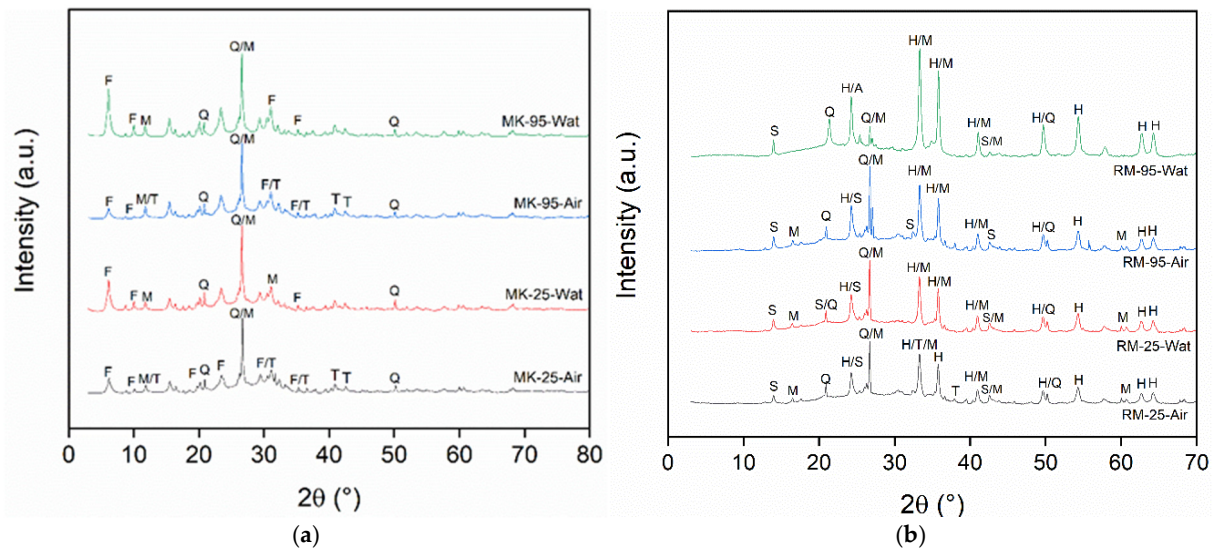 Intensity (a.u.)
Q/M
F
F M Q F F Q
MK-95-Wat
Q/M
F F M/T Q F/T F/T T T Q
MK-95-Air
Q/M
F F M Q M F Q
MK-25-Wat
Q/M
F F M/T F Q F F/T F/T T T Q
MK-25-Air
0 10 20 30 40 50 60 70 80
2θ (°)
(a)
Intensity (a.u.)
H/M
H/M
S Q H/A Q/M H/M S/M H/Q H H H
RM-95-Wat
Q/M H/M
S M Q H/S S H/M H/M S H/Q H M H H
RM-95-Air
Q/M
S M S/Q H/S H/M H/M H/M S/M H/Q H M H H
RM-25-Wat
Q/M
S M Q H/S H/T/M H T H/M S/M H/Q H M H H
RM-25-Air
0 10 20 30 40 50 60 70
2θ (°)
(b)